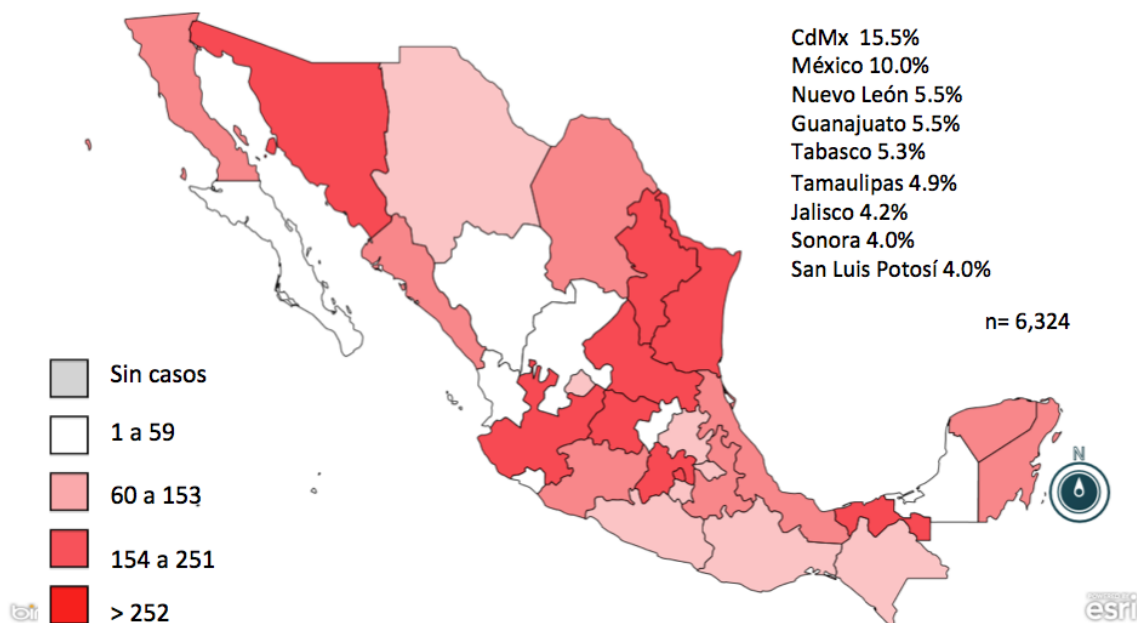 CdMx 15.5%
México 10.0%
Nuevo León 5.5%
Guanajuato 5.5%
Tabasco 5.3%
Tamaulipas 4.9%
Jalisco 4.2%
Sonora 4.0%
San Luis Potosí 4.0%
n= 6,324
Sin casos
1 a 59
60 a 153
154 a 251
> 252
N
esri